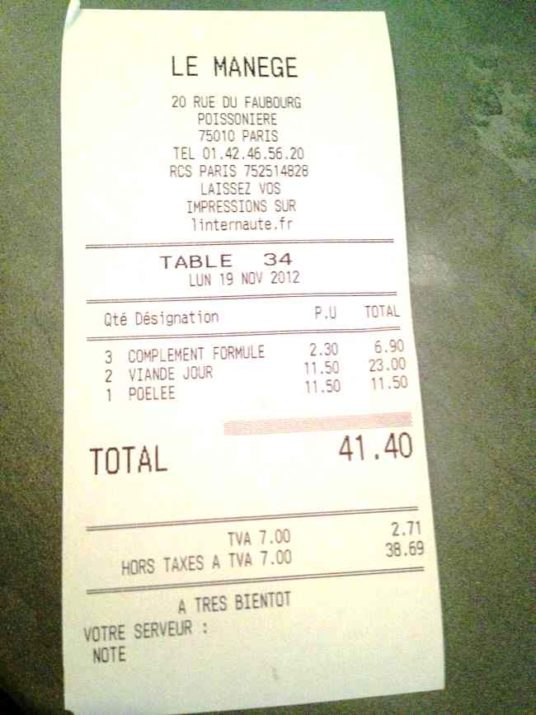 LE MANEGE
20 RUE DU FAUBOURG
POISSONIERE
75010 PARIS
TEL 01.42.46.56.20
RCS PARIS 752514828
LAISSEZ VOS
IMPRESSIONS SUR
linternaute.fr
TABLE 34
LUN 19 NOV 2012
Qté Désignation P.U TOTAL
3 COMPLEMENT FORMULE 2.30 6.90
2 VIANDE JOUR 11.50 23.00
1 POELEE 11.50 11.50
TOTAL 41.40
TVA 7.00 2.71
HORS TAXES A TVA 7.00 38.69
A TRES BIENTOT
VOTRE SERVEUR :
NOTE